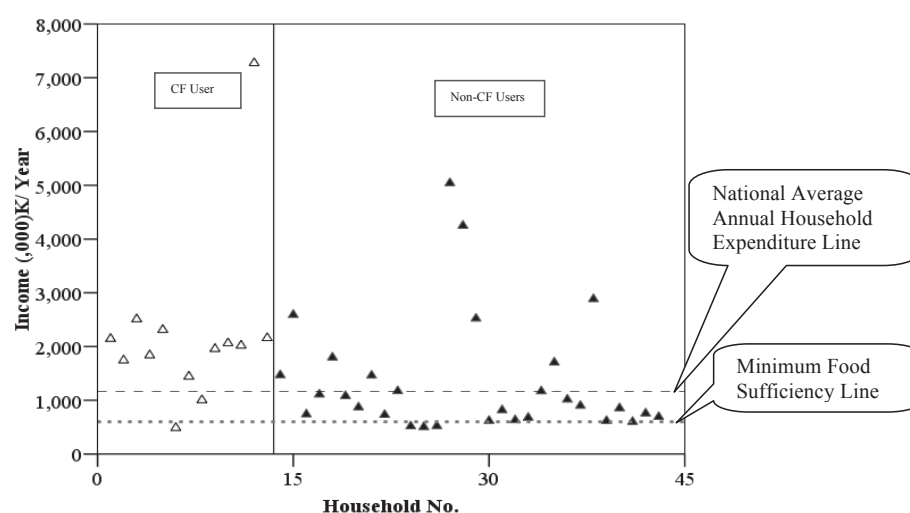 8,000
7,000
6,000
5,000
4,000
3,000
2,000
1,000
0
Income (,000)K/ Year
CF User
Non-CF Users
National Average
Annual Household
Expenditure Line
Minimum Food
Sufficiency Line
0
15
30
45
Household No.